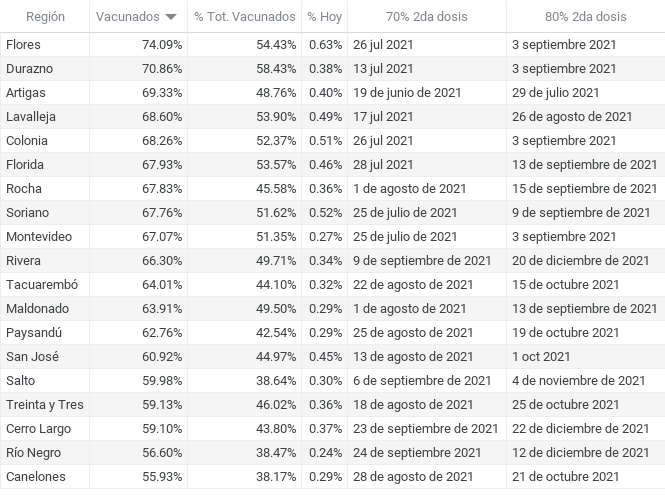 Región Vacunados % Tot. Vacunados % Hoy 70% 2da dosis 80% 2da dosis
Flores 74.09% 54.43% 0.63% 26 jul 2021 3 septiembre 2021
Durazno 70.86% 58.43% 0.38% 13 jul 2021 3 septiembre 2021
Artigas 69.33% 48.76% 0.40% 19 de junio de 2021 29 de julio 2021
Lavalleja 68.60% 53.90% 0.49% 17 jul 2021 26 de agosto de 2021
Colonia 68.26% 52.37% 0.51% 26 jul 2021 3 septiembre 2021
Florida 67.93% 53.57% 0.46% 28 jul 2021 13 de septiembre de 2021
Rocha 67.83% 45.58% 0.36% 1 de agosto de 2021 15 de septiembre de 2021
Soriano 67.76% 51.62% 0.52% 25 de julio de 2021 9 de septiembre de 2021
Montevideo 67.07% 51.35% 0.27% 25 de julio de 2021 3 septiembre 2021
Rivera 66.30% 49.71% 0.34% 9 de septiembre de 2021 20 de diciembre de 2021
Tacuarembó 64.01% 44.10% 0.32% 22 de agosto de 2021 15 de octubre 2021
Maldonado 63.91% 49.50% 0.29% 1 de agosto de 2021 13 de septiembre de 2021
Paysandú 62.76% 42.54% 0.29% 25 de agosto de 2021 19 de octubre 2021
San José 60.92% 44.97% 0.45% 13 de agosto de 2021 1 oct 2021
Salto 59.98% 38.64% 0.30% 6 de septiembre de 2021 4 de noviembre de 2021
Treinta y Tres 59.13% 46.02% 0.36% 18 de agosto de 2021 25 de octubre 2021
Cerro Largo 59.10% 43.80% 0.37% 23 de septiembre de 2021 22 de diciembre de 2021
Río Negro 56.60% 38.47% 0.24% 24 de septiembre de 2021 12 de diciembre de 2021
Canelones 55.93% 38.17% 0.29% 28 de agosto de 2021 21 de octubre 2021